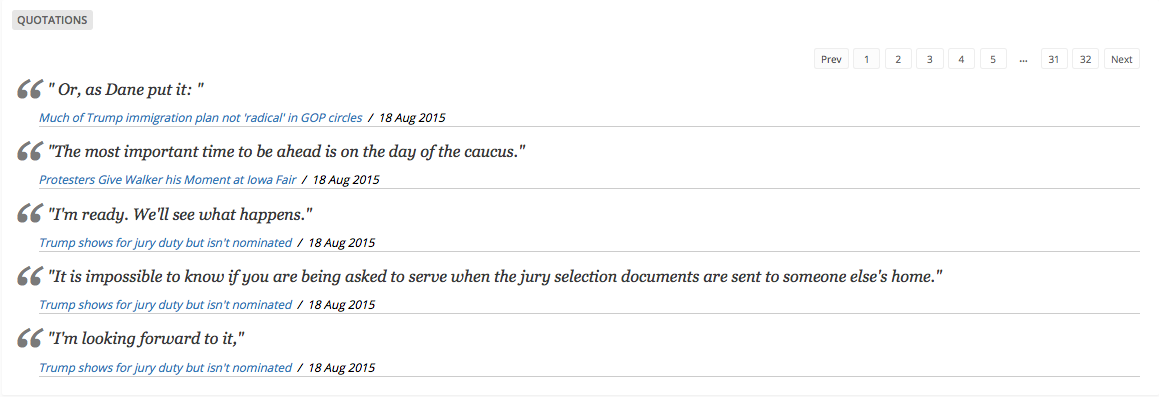 QUOTATIONS
Prev 1 2 3 4 5 ... 31 32 Next
" Or, as Dane put it: "
Much of Trump immigration plan not 'radical' in GOP circles / 18 Aug 2015
"The most important time to be ahead is on the day of the caucus."
Protesters Give Walker his Moment at Iowa Fair / 18 Aug 2015
"I'm ready. We'll see what happens."
Trump shows for jury duty but isn't nominated / 18 Aug 2015
"It is impossible to know if you are being asked to serve when the jury selection documents are sent to someone else's home."
Trump shows for jury duty but isn't nominated / 18 Aug 2015
"I'm looking forward to it,"
Trump shows for jury duty but isn't nominated / 18 Aug 2015